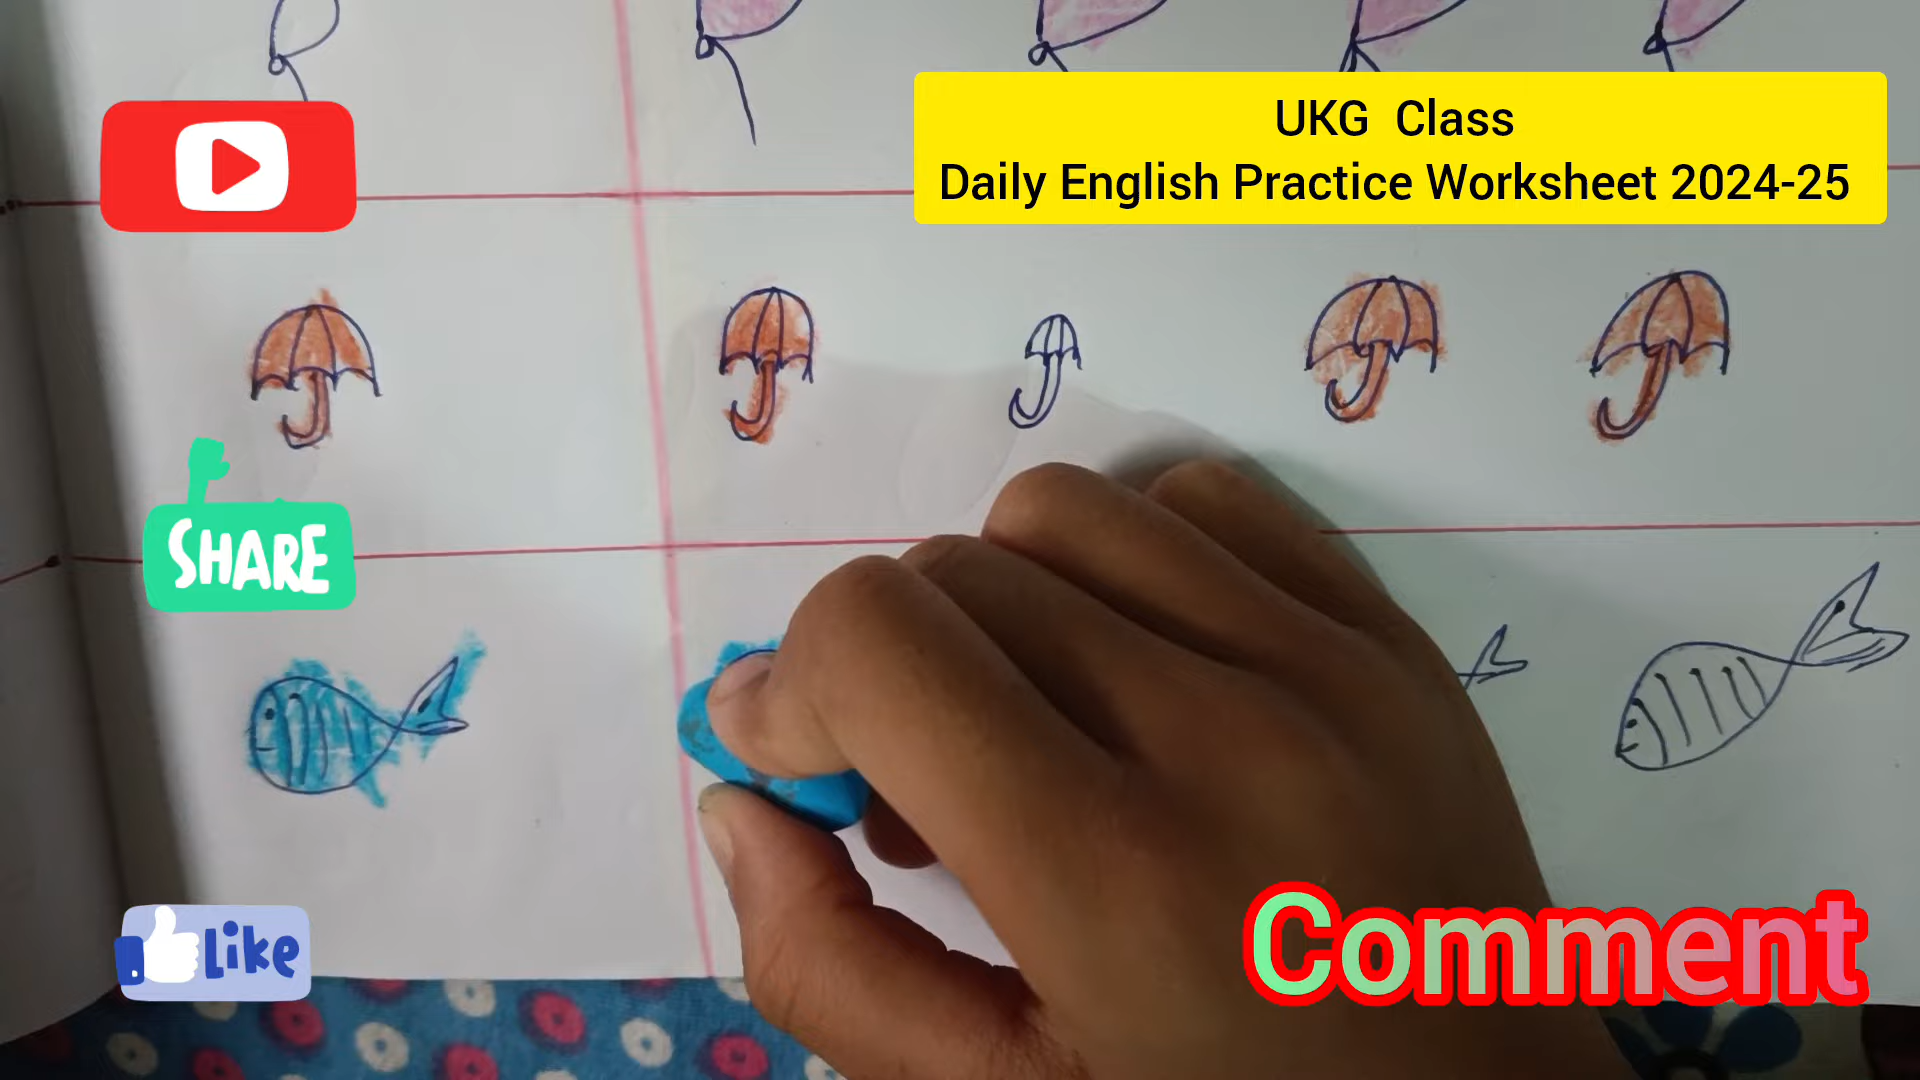 UKG Class
Daily English Practice Worksheet 2024-25
SHARE
Like
Comment